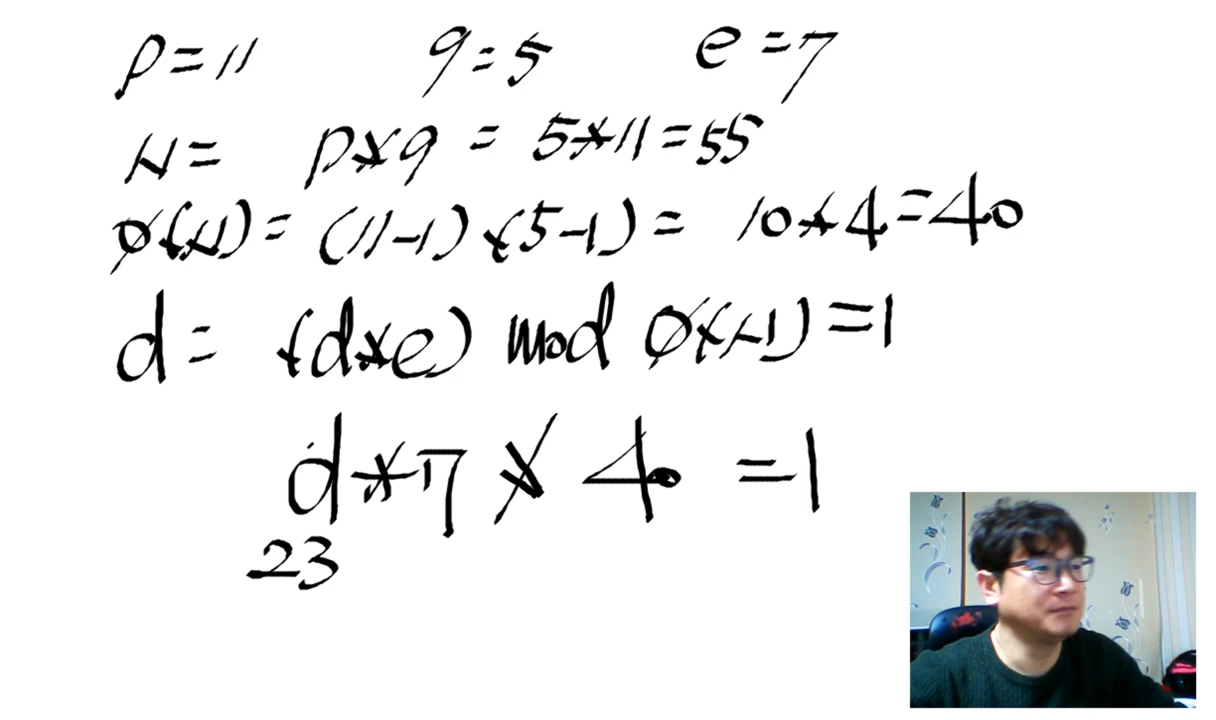 p=11 q=5 e=7
N= p*q = 5*11=55
φ(N)= (11-1)*(5-1)= 10*4=40
d= (d*e) mod φ(N)=1
d*7 % 40 =1
23